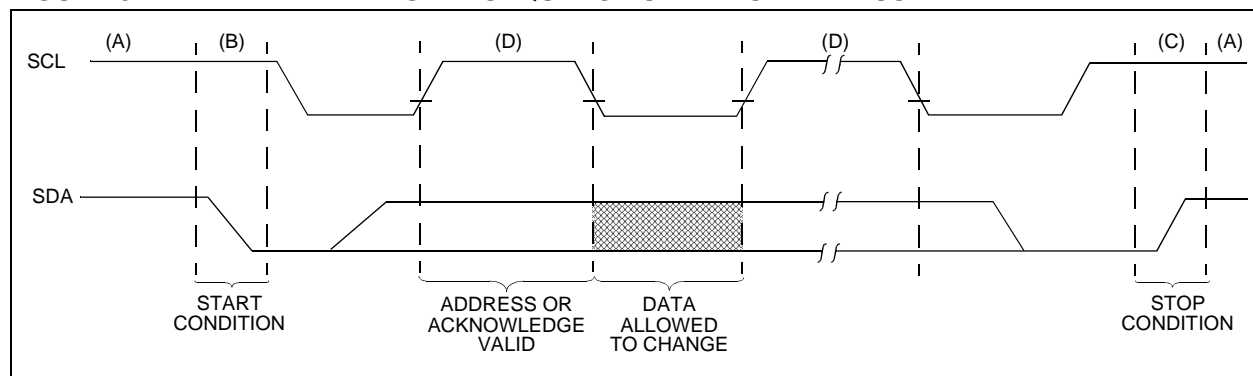 (A) (B) (D) (D) (C) (A)
SCL
SDA
START
CONDITION
ADDRESS OR
ACKNOWLEDGE
VALID
DATA
ALLOWED
TO CHANGE
STOP
CONDITION